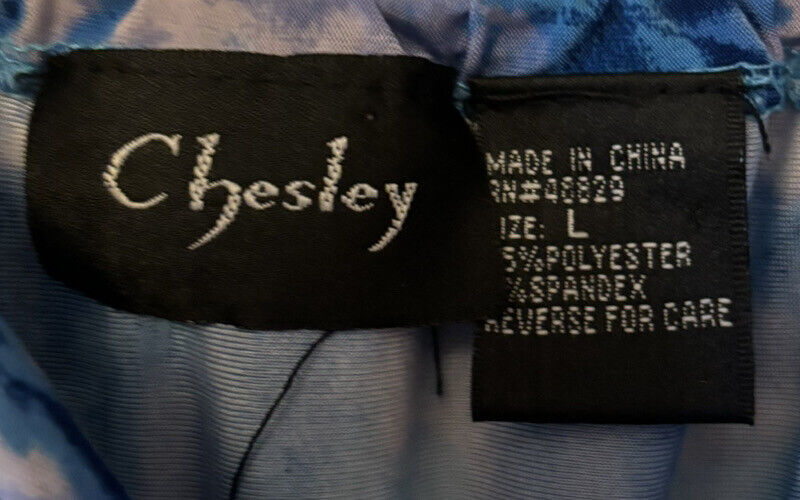 Chesley
MADE IN CHINA
RN#40829
IZE: L
5%POLYESTER
%SPANDEX
REVERSE FOR CARE